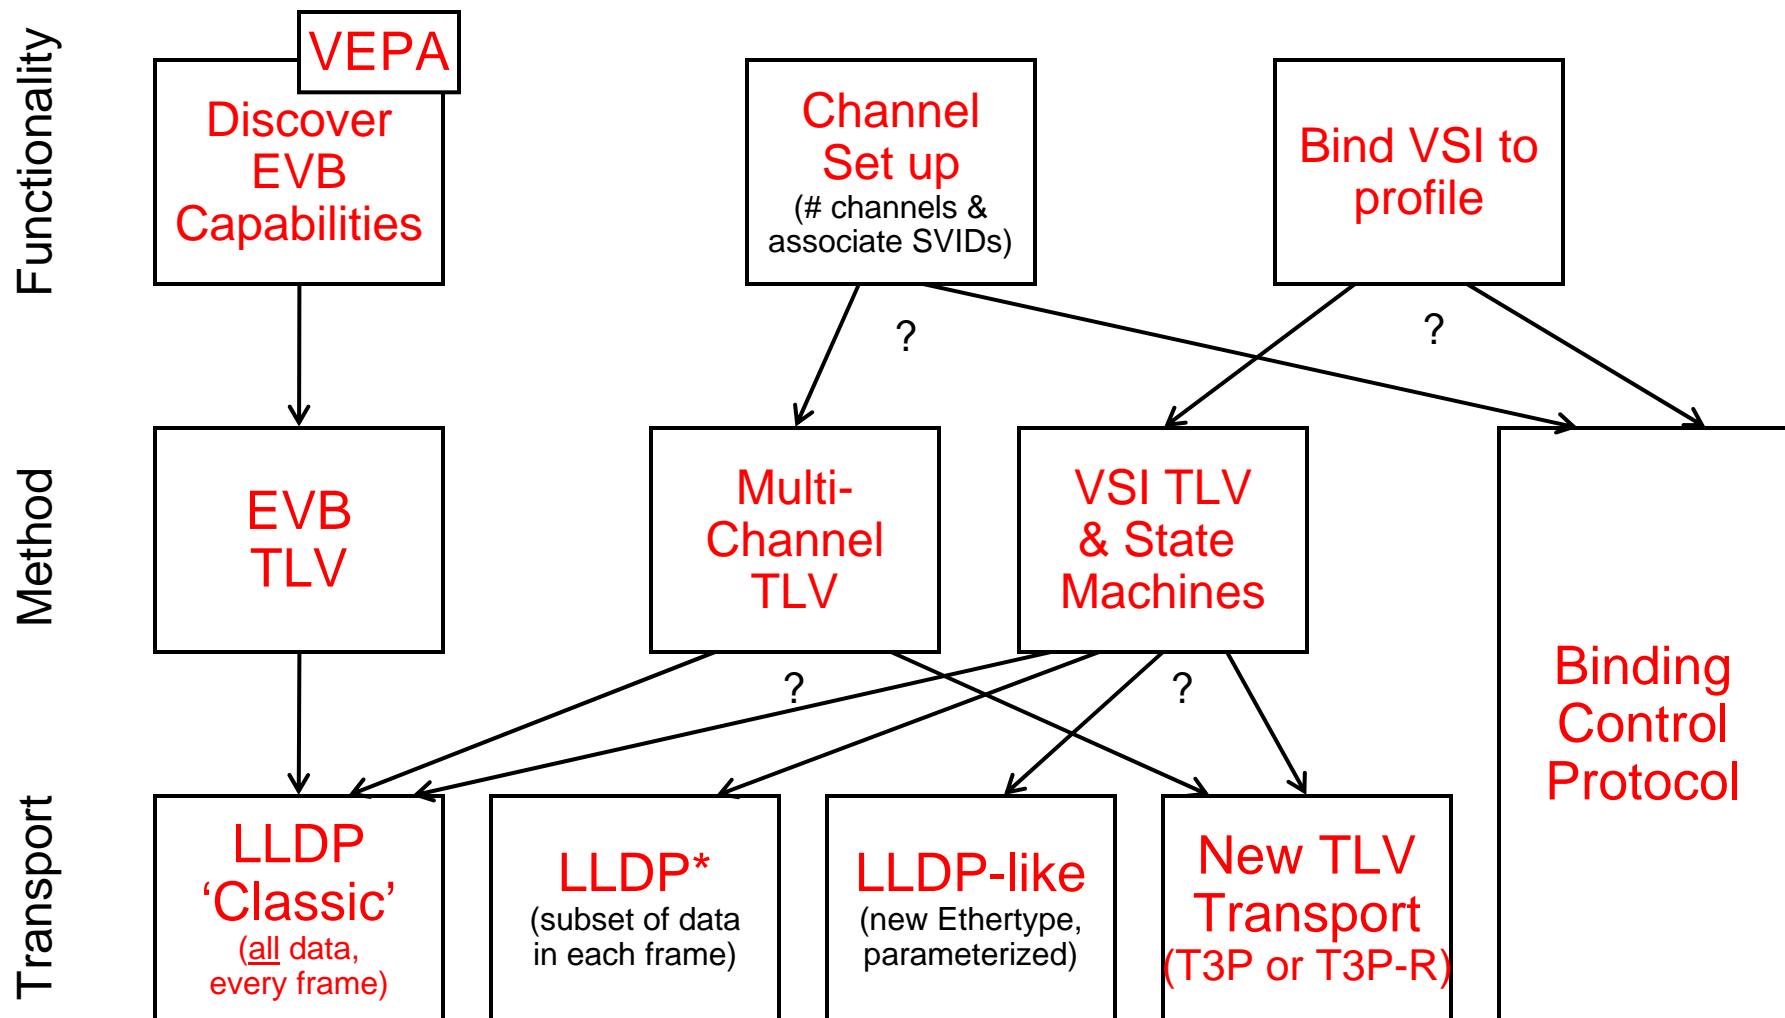 Functionality
VEPA
Discover
EVB
Capabilities
Channel
Set up
(# channels &
associate SVIDs)
Bind VSI to
profile
?
?
Method
EVB
TLV
Multi-
Channel
TLV
VSI TLV
& State
Machines
Binding
Control
Protocol
?
?
Transport
LLDP
‘Classic’
(all data,
every frame)
LLDP*
(subset of data
in each frame)
LLDP-like
(new Ethertype,
parameterized)
New TLV
Transport
(T3P or T3P-R)